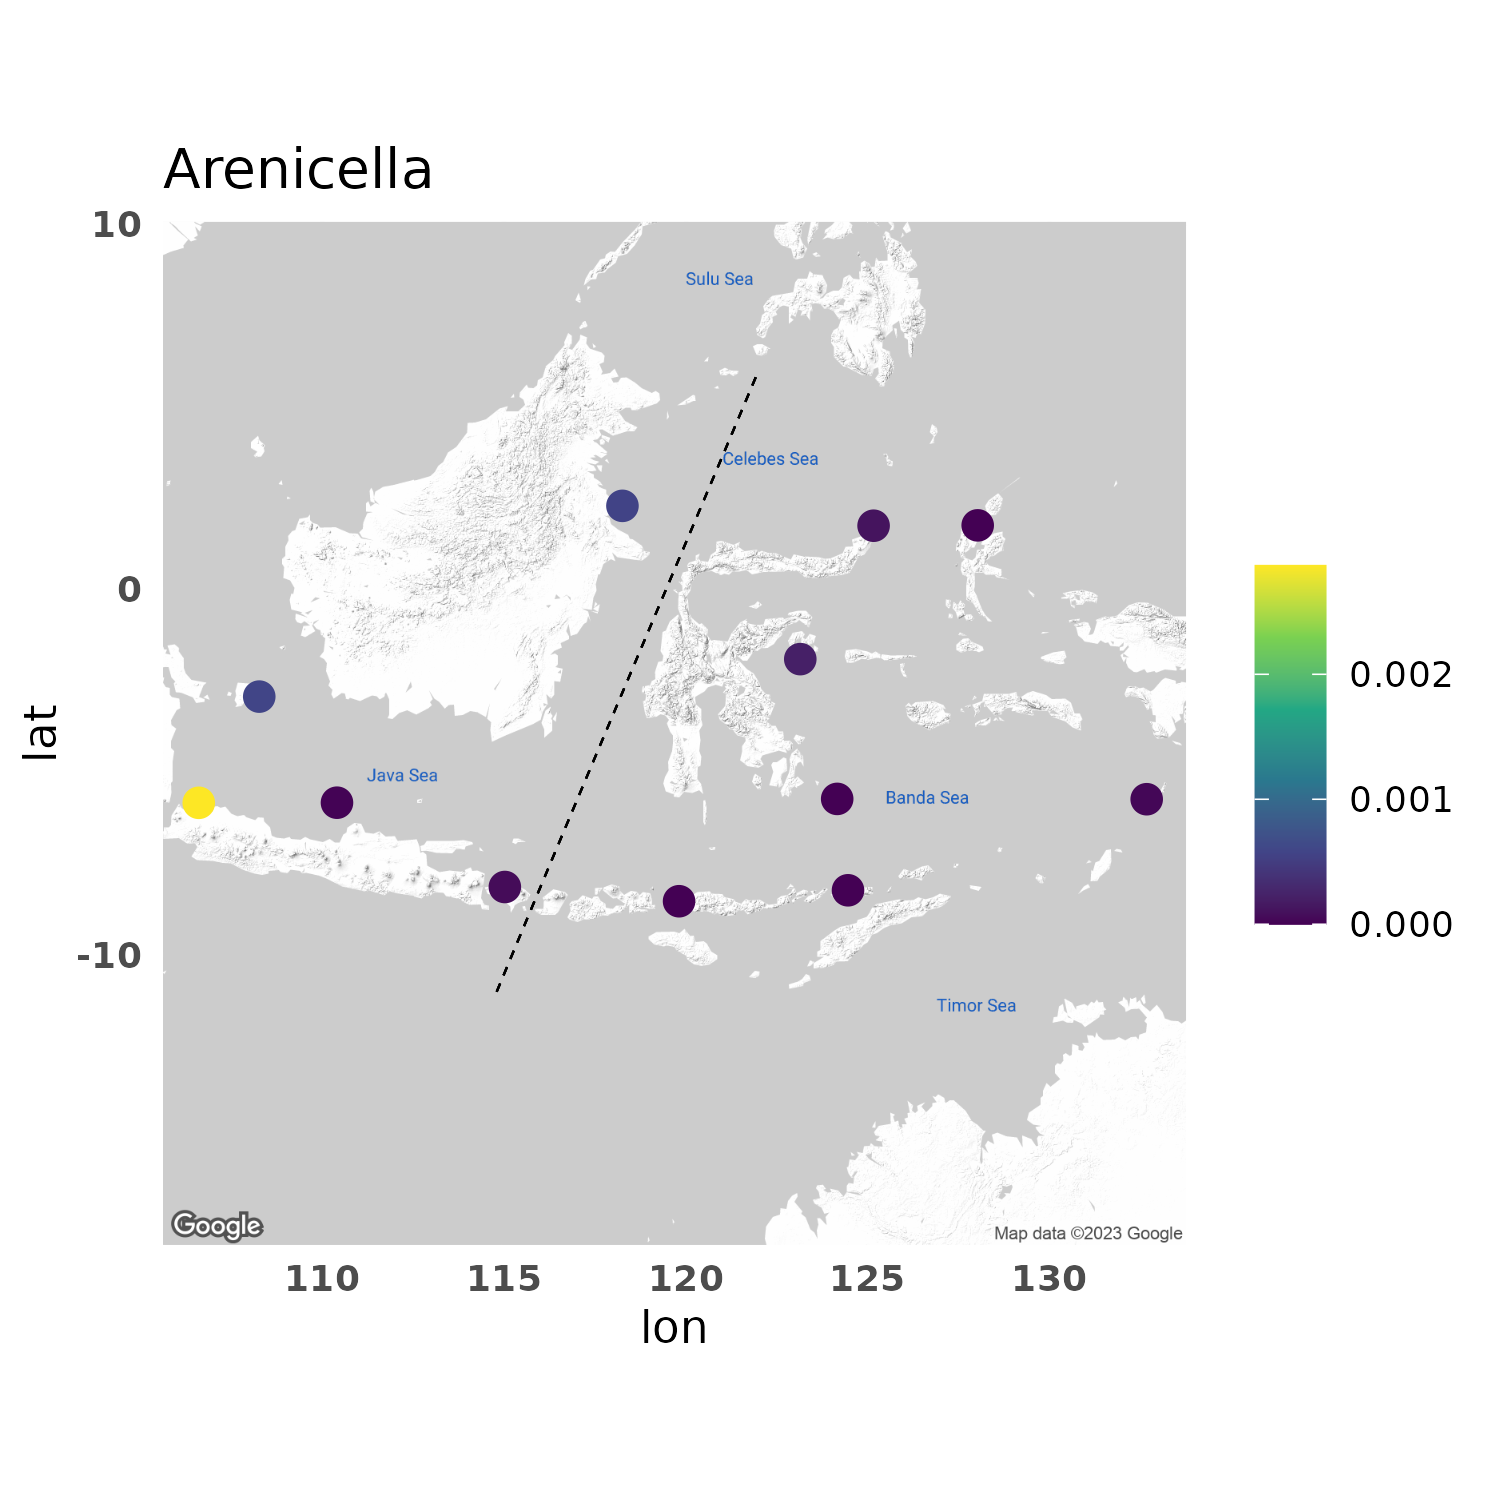 Arenicella
10
0
-10
lat
Sulu Sea
Celebes Sea
Java Sea
Banda Sea
Timor Sea
Google
Map data ©2023 Google
110
115
120
125
130
lon
0.002
0.001
0.000